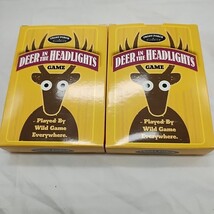 DEER IN THE HEADLIGHTS
GAME
Played By
Wild Game
Everywhere.
DEER IN THE HEADLIGHTS
GAME
Played By
Wild Game
Everywhere.